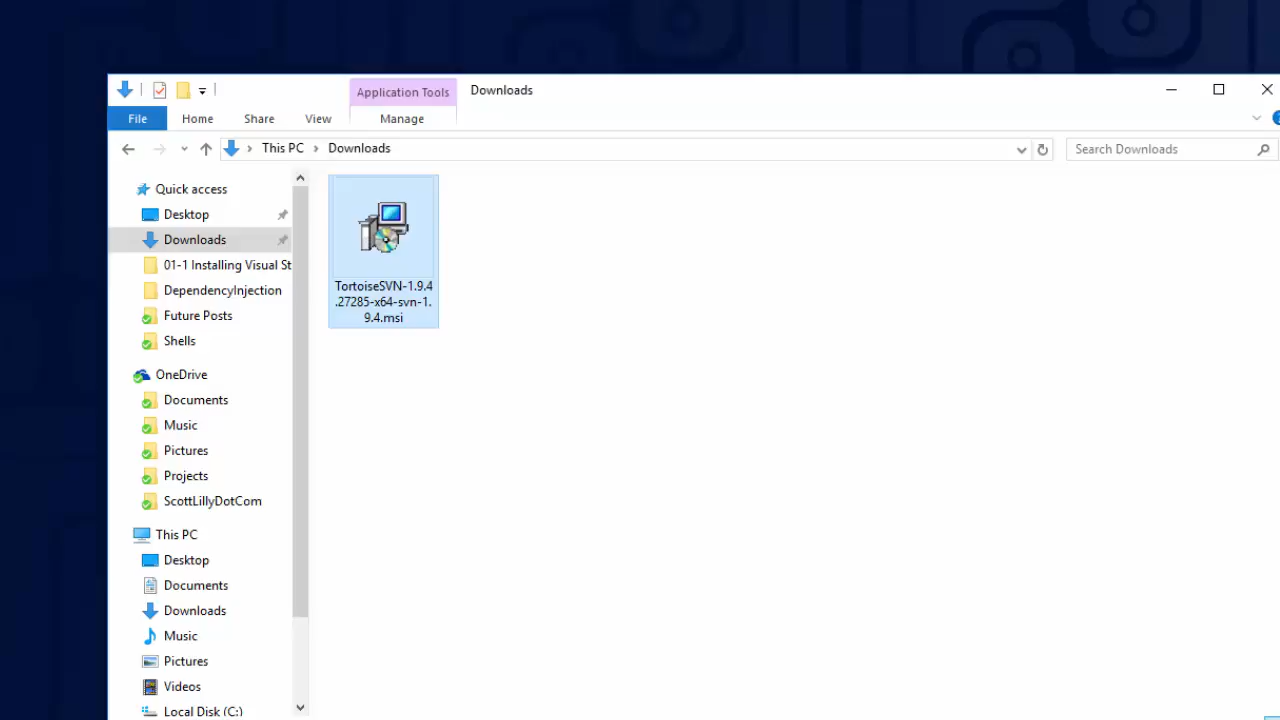 Application Tools
Downloads
File
Home
Share
View
Manage
This PC
Downloads
Search Downloads
Quick access
Desktop
Downloads
01-1 Installing Visual St
DependencyInjection
Future Posts
Shells
OneDrive
Documents
Music
Pictures
Projects
ScottLillyDotCom
This PC
Desktop
Documents
Downloads
Music
Pictures
Videos
Local Disk (C:)
TortoiseSVN-1.9.4
.27285-x64-svn-1.
9.4.msi